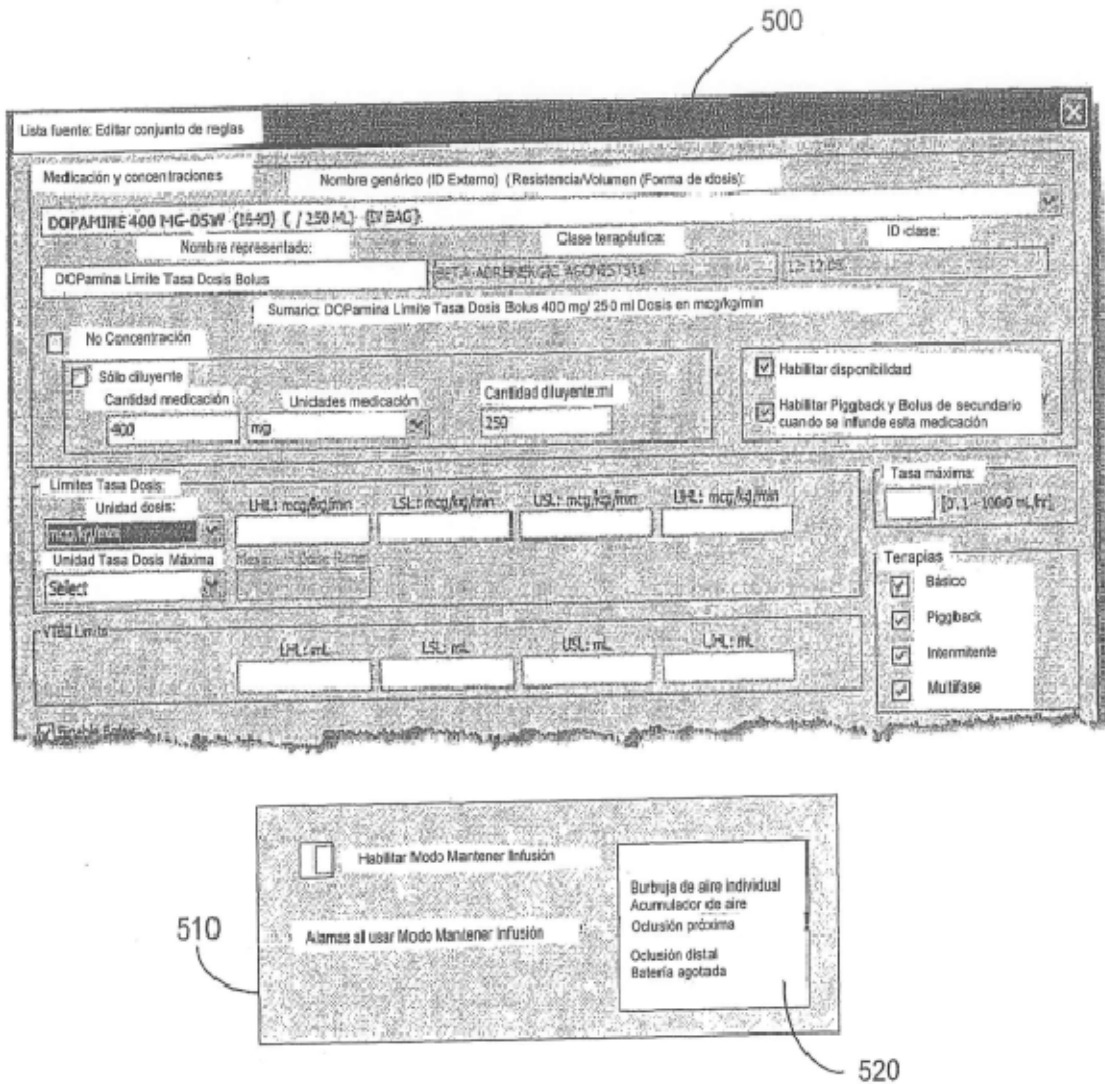 500
Lista fuente: Editar conjunto de reglas
Medicación y concentraciones
Nombre genérico (ID Externo) (Resistencia/Volumen (Forma de dosis):
DOPAMINE 400 MG-D5W (1640) ( / 250 ML) (IV BAG)
Nombre representado:
Clase terapéutica:
ID clase:
DOPamina Limite Tasa Dosis Bolus
BETA-ADRENERGIC AGONISTS
12:12.08
Sumario: DOPamina Limite Tasa Dosis Bolus 400 mg/ 250 ml Dosis en mcg/kg/min
No Concentración
Sólo diluyente
Cantidad medicación
Unidades medicación
Cantidad diluyente:ml
400
mg
250
Habilitar disponibilidad
Habilitar Piggback y Bolus de secundario
cuando se infunde esta medicación
Limites Tasa Dosis:
Unidad dosis:
LHL: mcg/kg/min
LSL: mcg/kg/min
USL: mcg/kg/min
UHL: mcg/kg/min
mcg/kg/min
Unidad Tasa Dosis Máxima
Select
Tasa máxima:
[0.1 - 1000 mL/hr]
Terapias
Básico
Piggback
Intermitente
Multifase
VTBI Limits
LHL: mL
LSL: mL
USL: mL
UHL: mL
Enable Bolus
Habilitar Modo Mantener Infusión
Alarmas al usar Modo Mantener Infusión
Burbuja de aire individual
Acumulador de aire
Oclusión próxima
Oclusión distal
Batería agotada
510
520